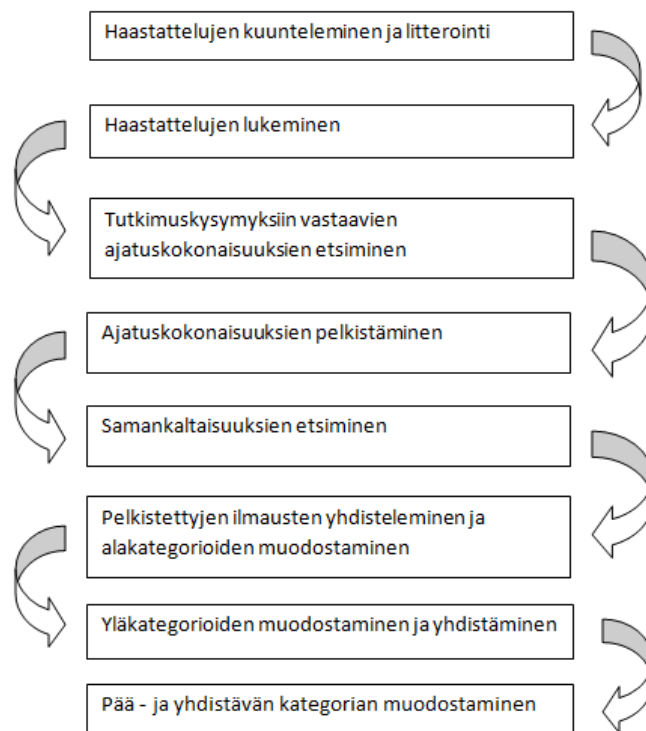 Haastattelujen kuunteleminen ja litterointi
Haastattelujen lukeminen
Tutkimuskysymyksiin vastaavien
ajatuskokonaisuuksien etsiminen
Ajatuskokonaisuuksien pelkistäminen
Samankaltaisuuksien etsiminen
Pelkistettyjen ilmausten yhdisteleminen ja
alakategorioiden muodostaminen
Yläkategorioiden muodostaminen ja yhdistäminen
Pää - ja yhdistävän kategorian muodostaminen